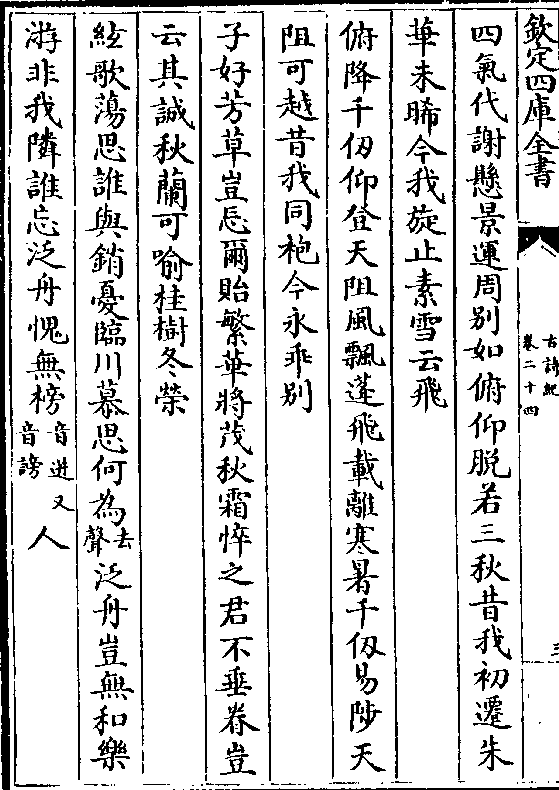 欽定四庫全書
古詩紀
卷二十四
三
四氣代謝懸景運周别如俯仰脱若三秋昔我初遷朱
華未晞今我旋止素雪云飛
俯降千仭仰登天阻風飄蓬飛載離寒暑千仭易陟天
阻可越昔我同袍今永乖别
子好芳草豈忘爾貽繁華將茂秋霜悴之君不垂眷豈
云其誠秋蘭可喻桂樹冬榮
絃歌蕩思誰與銷憂臨川慕思何為去聲泛舟豈無和樂
游非我隣誰忘泛舟愧無榜音迸又音謗人